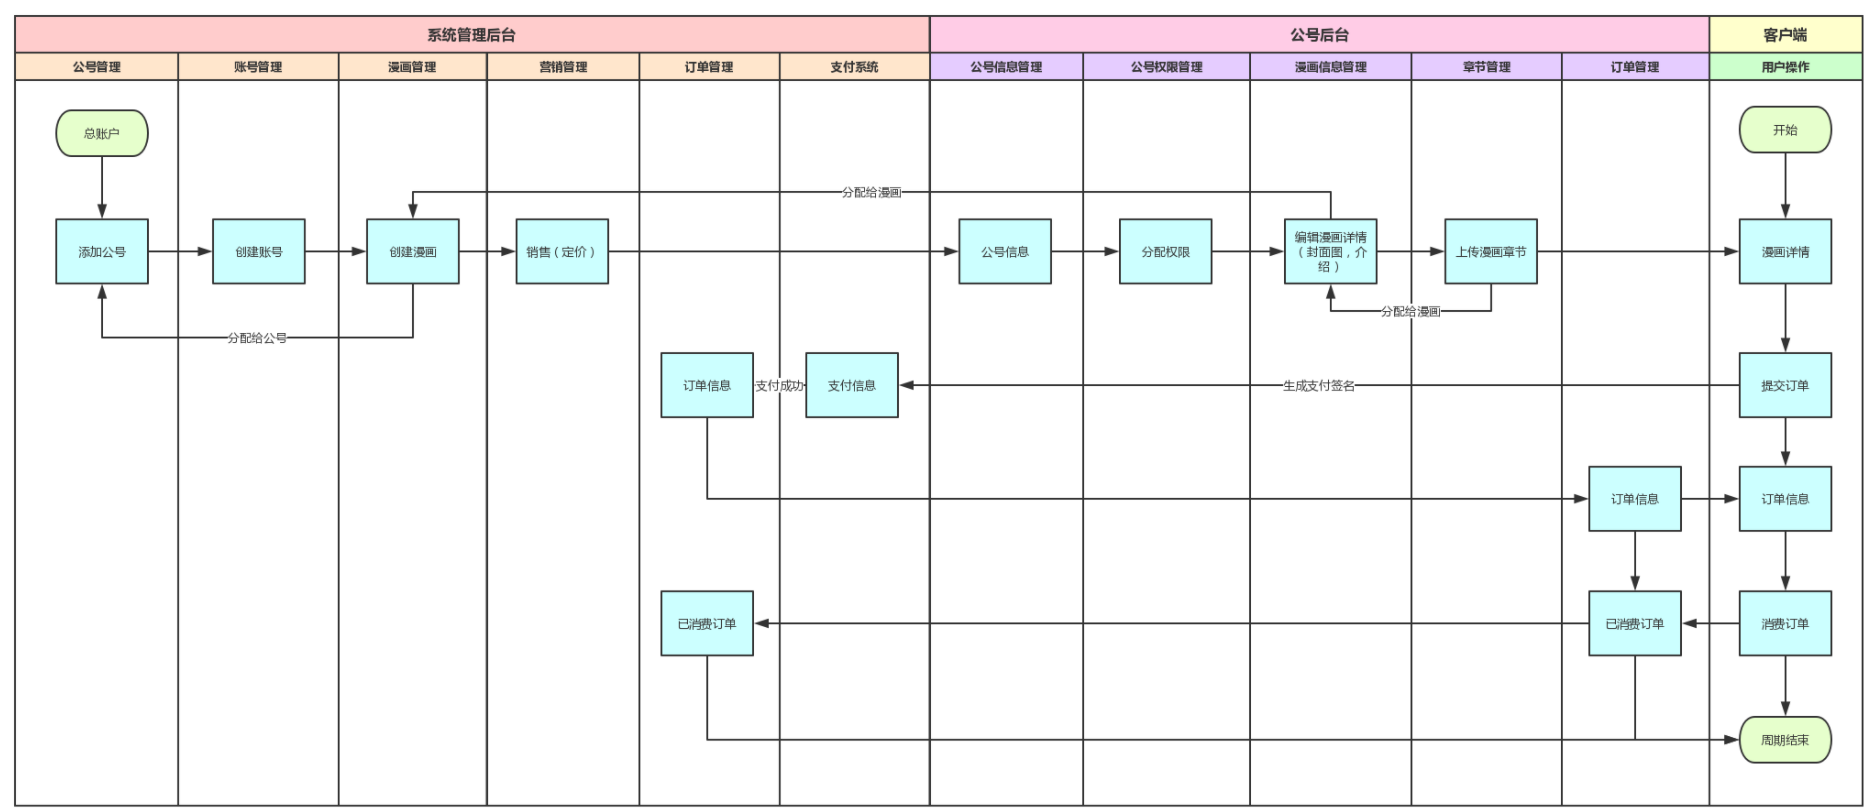 系统管理后台
公号后台
客户端
公号管理
账号管理
漫画管理
营销管理
订单管理
支付系统
公号信息管理
公号权限管理
漫画信息管理
章节管理
订单管理
用户操作
总账户
开始
分配给漫画
添加公号
创建账号
创建漫画
销售（定价）
公号信息
分配权限
编辑漫画详情
（封面图，介
绍）
上传漫画章节
漫画详情
分配给漫画
分配给公号
订单信息
支付成功
支付信息
生成支付签名
提交订单
订单信息
订单信息
已消费订单
已消费订单
消费订单
周期结束